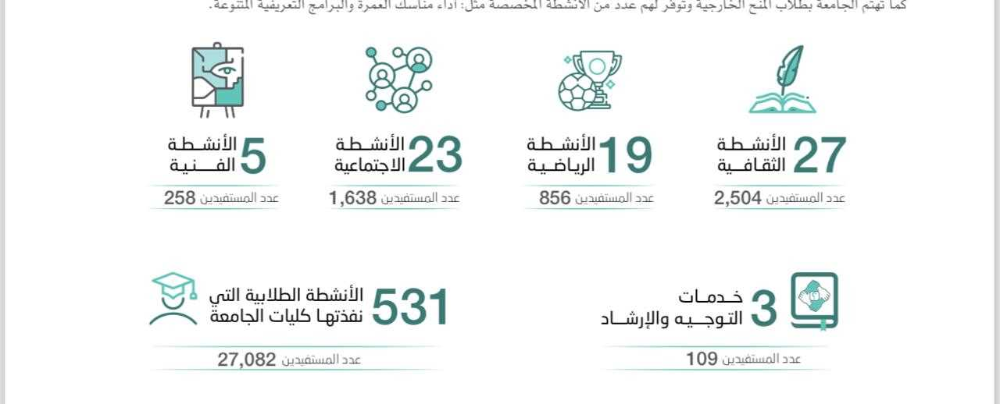 كما تهتم الجامعة بطلاب المنح الخارجية وتوفر لهم عدد من الأنشطة المخصصة مثل: أداء مناسك العمرة والبرامج التعريفية المتنوعة.
27 الأنشطة الثقافية
عدد المستفيدين 2,504
19 الأنشطة الرياضية
عدد المستفيدين 856
23 الأنشطة الاجتماعية
عدد المستفيدين 1,638
5 الأنشطة الفنية
عدد المستفيدين 258
3 خدمات
التوجيه والإرشاد
عدد المستفيدين 109
531 الأنشطة الطلابية التي
نفذتها كليات الجامعة
عدد المستفيدين 27,082